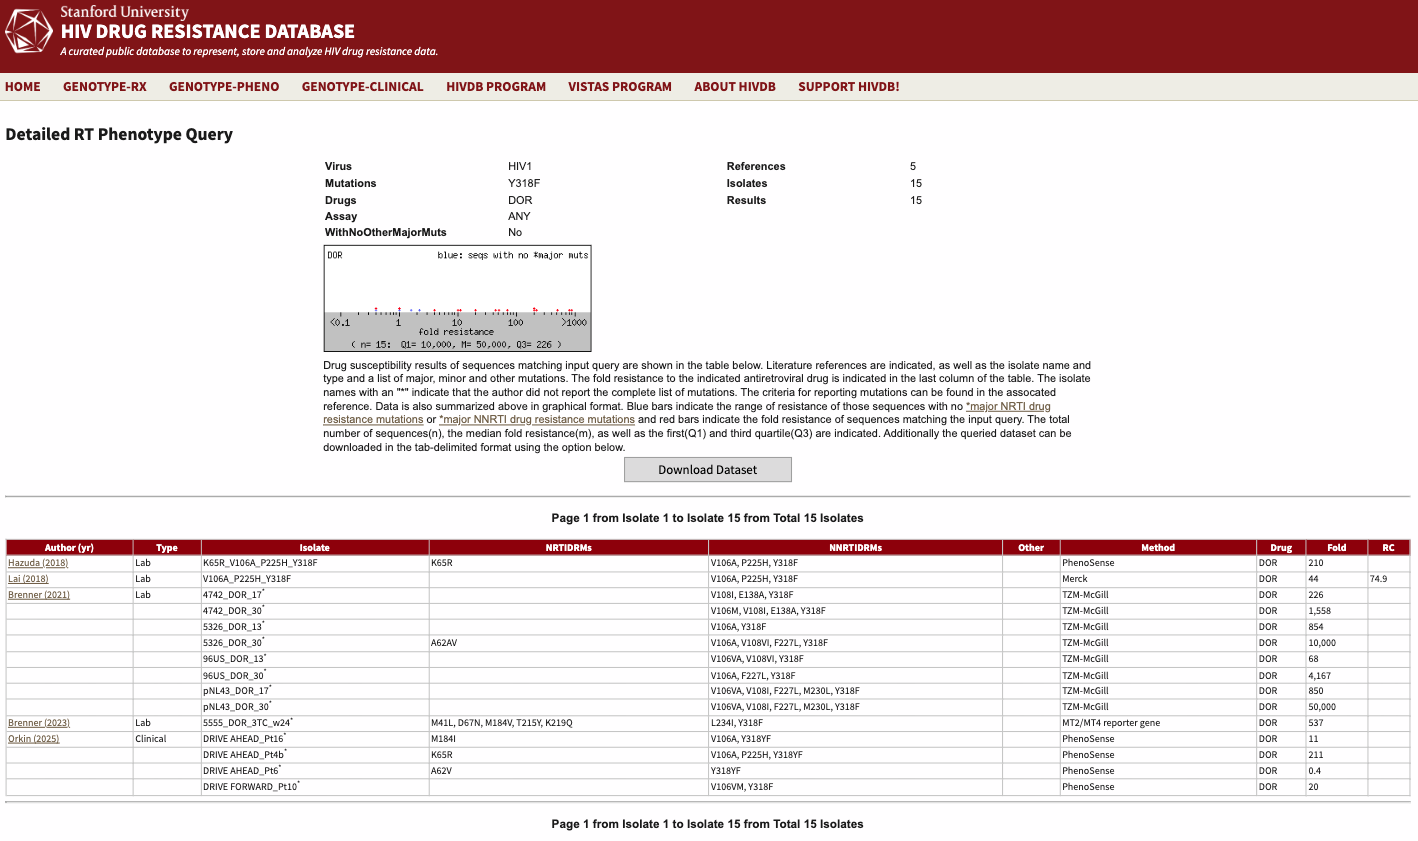 Stanford University
HIV DRUG RESISTANCE DATABASE
A curated public database to represent, store and analyze HIV drug resistance data.
HOME GENOTYPE-RX GENOTYPE-PHENO GENOTYPE-CLINICAL HIVDB PROGRAM VISTAS PROGRAM ABOUT HIVDB SUPPORT HIVDB!
Detailed RT Phenotype Query
Virus HIV1 References 5
Mutations Y318F Isolates 15
Drugs DOR Results 15
Assay ANY
WithNoOtherMajorMuts No
DOR blue: seqs with no *major muts
<0.1 1 10 100 >1000
fold resistance
( n= 15: Q1= 10,000, M= 50,000, Q3= 226 )
Drug susceptibility results of sequences matching input query are shown in the table below. Literature references are indicated, as well as the isolate name and
type and a list of major, minor and other mutations. The fold resistance to the indicated antiretroviral drug is indicated in the last column of the table. The isolate
names with an "*" indicate that the author did not report the complete list of mutations. The criteria for reporting mutations can be found in the assocated
reference. Data is also summarized above in graphical format. Blue bars indicate the range of resistance of those sequences with no *major NRTI drug
resistance mutations or *major NNRTI drug resistance mutations and red bars indicate the fold resistance of sequences matching the input query. The total
number of sequences(n), the median fold resistance(m), as well as the first(Q1) and third quartile(Q3) are indicated. Additionally the queried dataset can be
downloaded in the tab-delimited format using the option below.
Download Dataset
Page 1 from Isolate 1 to Isolate 15 from Total 15 Isolates
Author (yr) Type Isolate NRTIDRMs NNRTIDRMs Other Method Drug Fold RC
Hazuda (2018) Lab K65R_V106A_P225H_Y318F K65R V106A, P225H, Y318F PhenoSense DOR 210
Lai (2018) Lab V106A_P225H_Y318F V106A, P225H, Y318F Merck DOR 44 74.9
Brenner (2021) Lab 4742_DOR_17* V108I, E138A, Y318F TZM-McGill DOR 226
4742_DOR_30* V106M, V108I, E138A, Y318F TZM-McGill DOR 1,558
5326_DOR_13* V106A, Y318F TZM-McGill DOR 854
5326_DOR_30* A62AV V106A, V108VI, F227L, Y318F TZM-McGill DOR 10,000
96US_DOR_13* V106VA, V108VI, Y318F TZM-McGill DOR 68
96US_DOR_30* V106A, F227L, Y318F TZM-McGill DOR 4,167
pNL43_DOR_17* V106VA, V108I, F227L, M230L, Y318F TZM-McGill DOR 850
pNL43_DOR_30* V106VA, V108I, F227L, M230L, Y318F TZM-McGill DOR 50,000
Brenner (2023) Lab 5555_DOR_3TC_w24* M41L, D67N, M184V, T215Y, K219Q L234I, Y318F MT2/MT4 reporter gene DOR 537
Orkin (2025) Clinical DRIVE AHEAD_Pt16* M184I V106A, Y318YF PhenoSense DOR 11
DRIVE AHEAD_Pt4b* K65R V106A, P225H, Y318YF PhenoSense DOR 211
DRIVE AHEAD_Pt6* A62V Y318YF PhenoSense DOR 0.4
DRIVE FORWARD_Pt10* V106VM, Y318F PhenoSense DOR 20
Page 1 from Isolate 1 to Isolate 15 from Total 15 Isolates